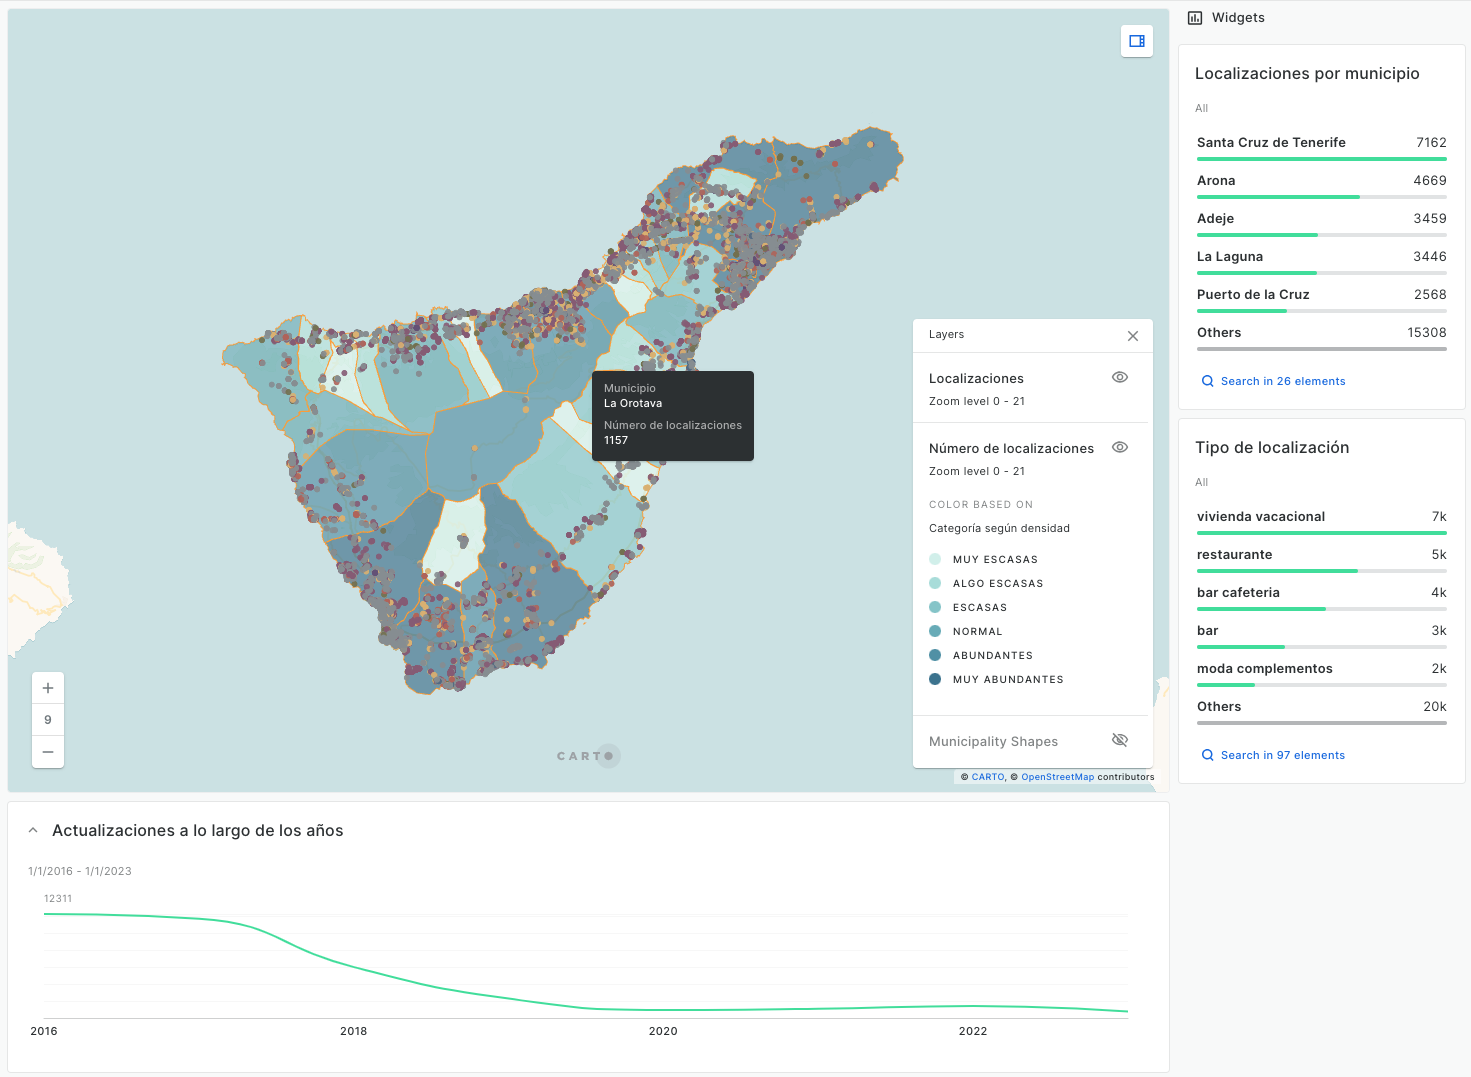 Widgets
Localizaciones por municipio
All
Santa Cruz de Tenerife 7162
Arona 4669
Adeje 3459
La Laguna 3446
Puerto de la Cruz 2568
Others 15308
Search in 26 elements
Tipo de localización
All
vivienda vacacional 7k
restaurante 5k
bar cafeteria 4k
bar 3k
moda complementos 2k
Others 20k
Search in 97 elements
Municipio
La Orotava
Número de localizaciones
1157
Layers
Localizaciones
Zoom level 0 - 21
Número de localizaciones
Zoom level 0 - 21
COLOR BASED ON
Categoría según densidad
MUY ESCASAS
ALGO ESCASAS
ESCASAS
NORMAL
ABUNDANTES
MUY ABUNDANTES
Municipality Shapes
+
9
−
CARTO
© CARTO, © OpenStreetMap contributors
Actualizaciones a lo largo de los años
1/1/2016 - 1/1/2023
12311
2016 2018 2020 2022